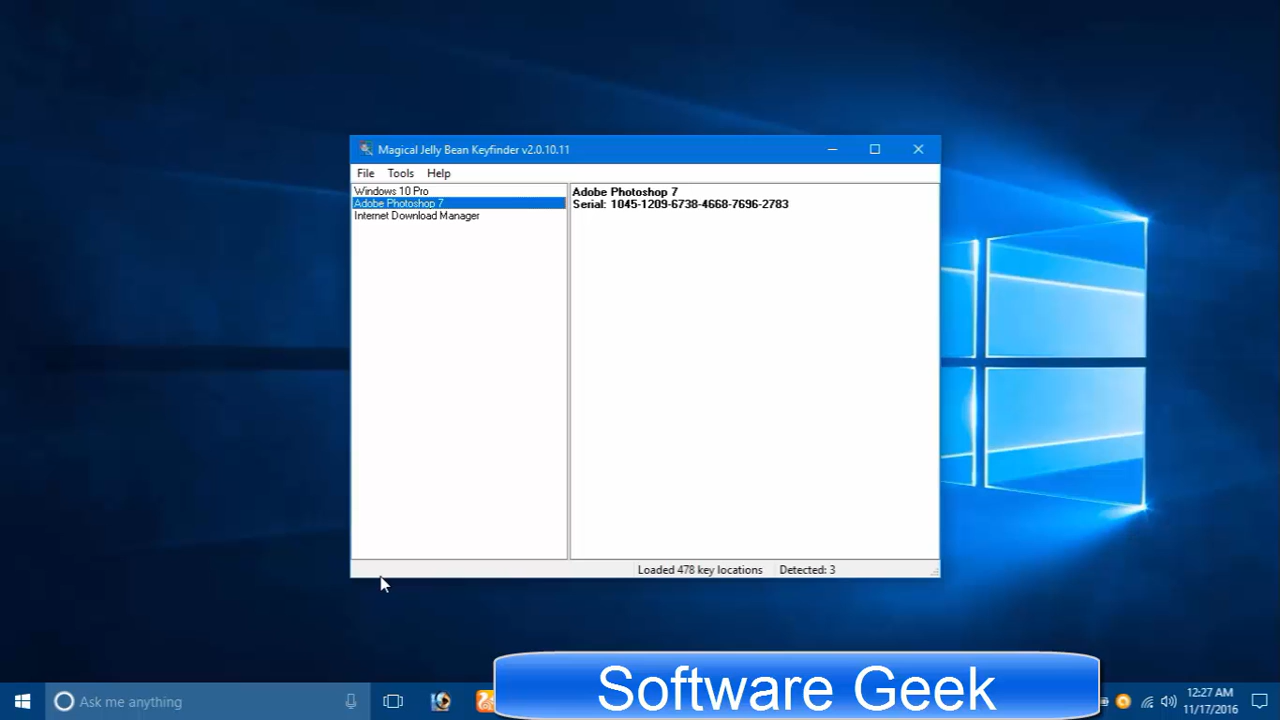 Magical Jelly Bean Keyfinder v2.0.10.11
File Tools Help
Windows 10 Pro
Adobe Photoshop 7
Internet Download Manager
Adobe Photoshop 7
Serial: 1045-1209-6738-4668-7696-2783
Loaded 478 key locations Detected: 3
Software Geek
Ask me anything
12:27 AM
11/17/2016